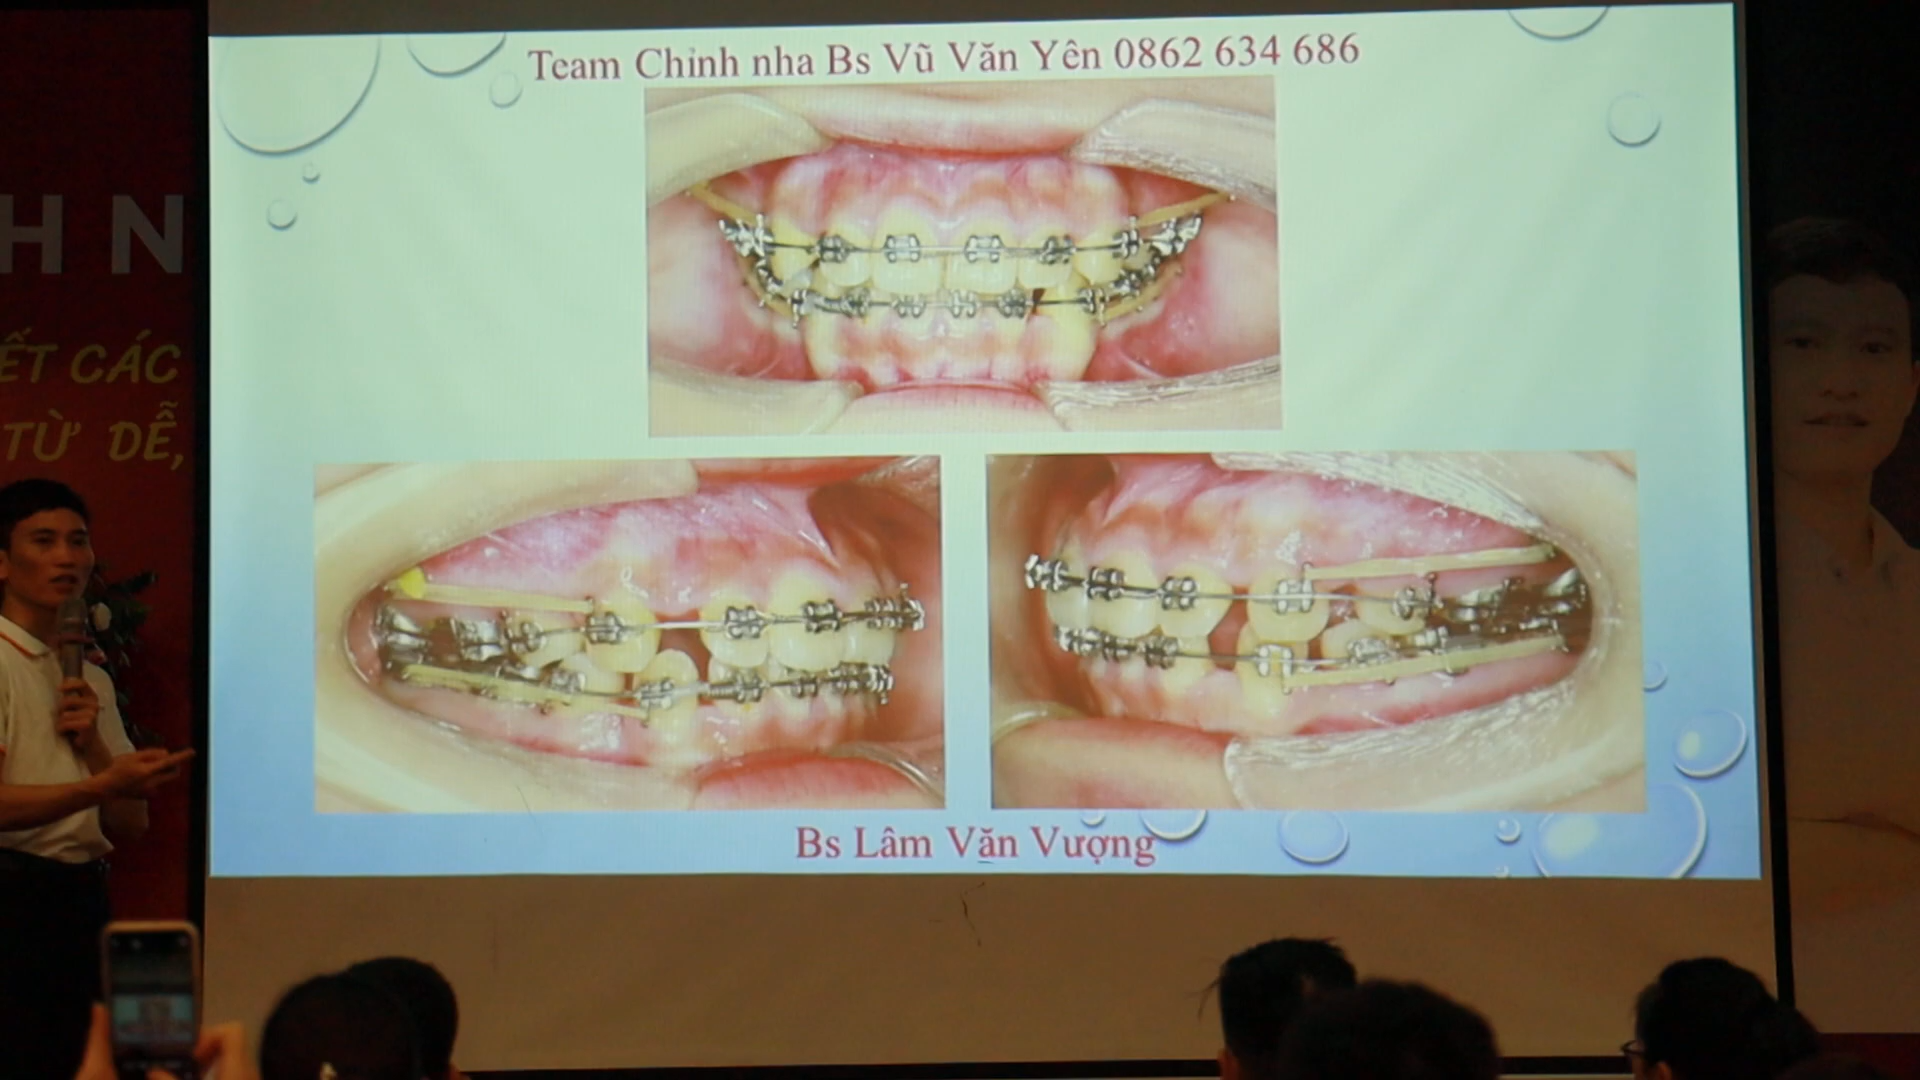 Team Chỉnh nha Bs Vũ Văn Yên 0862 634 686
H N
ẾT CÁC
TỪ DỄ,
Bs Lâm Văn Vượng